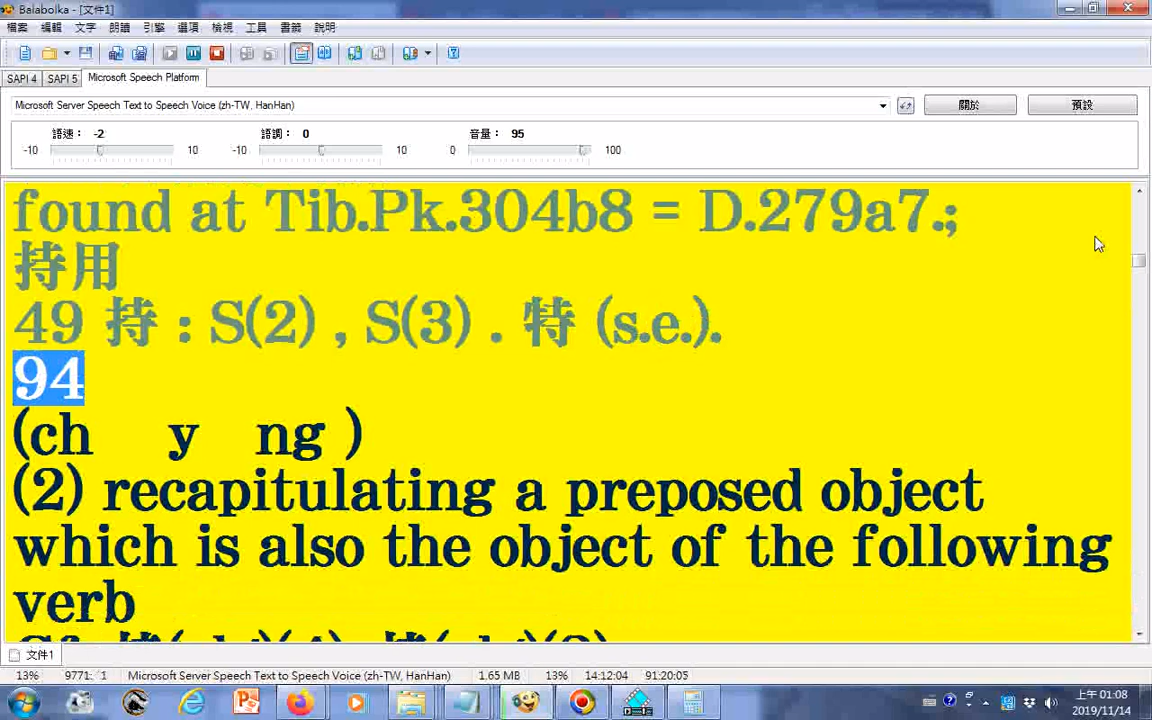 Balabolka - [文件1]
檔案 編輯 文字 朗讀 引擎 選項 檢視 工具 書籤 說明
SAPI 4 SAPI 5 Microsoft Speech Platform
Microsoft Server Speech Text to Speech Voice (zh-TW, HanHan) 關於 預設
語速： -2 語調： 0 音量： 95
-10 10 -10 10 0 100
found at Tib.Pk.304b8 = D.279a7.;
持用
49 持 : S(2) , S(3) . 特 (s.e.).
94
(ch y ng )
(2) recapitulating a preposed object
which is also the object of the following
verb
文件1
13% 9771: 1 Microsoft Server Speech Text to Speech Voice (zh-TW, HanHan) 1.65 MB 13% 14:12:04 91:20:05
上午 01:08
2019/11/14